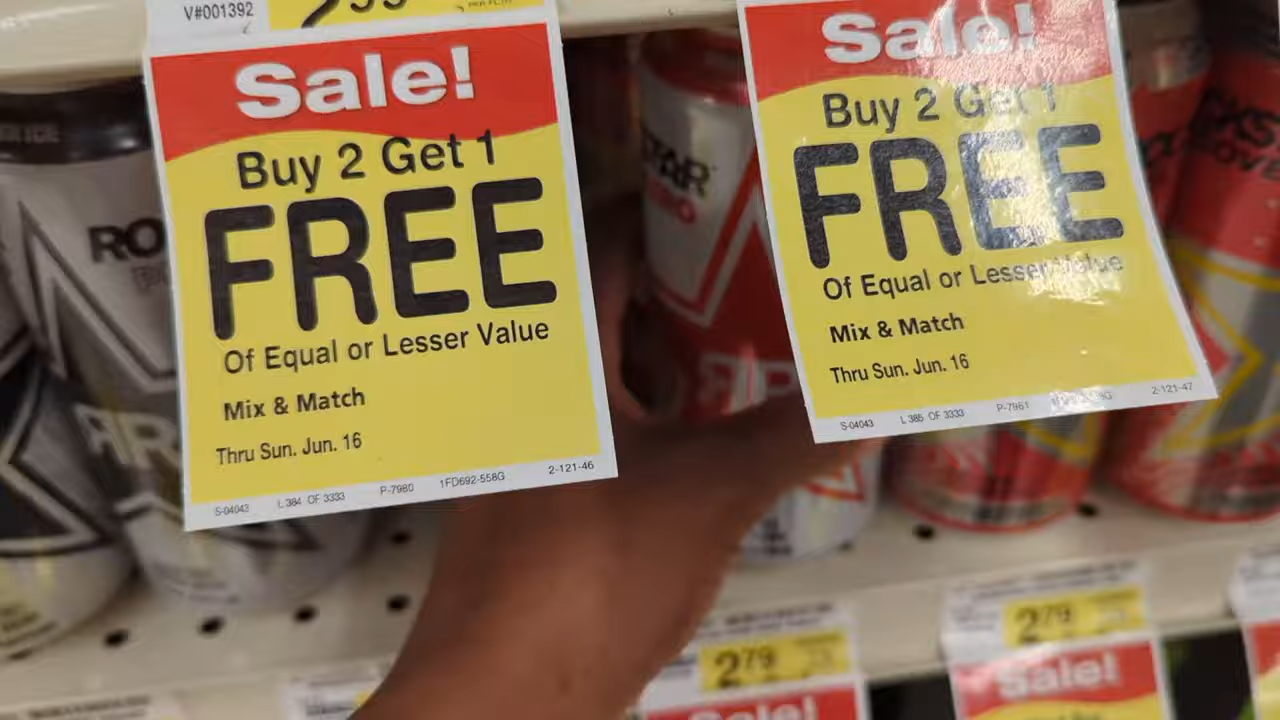 V#001392
Sale!
Buy 2 Get 1
FREE
Of Equal or Lesser Value
Mix & Match
Thru Sun. Jun. 16
S-04043 L 384 OF 3333 P-7980 1FD692-558G 2-121-46
Sale!
Buy 2 Get 1
FREE
Of Equal or Lesser Value
Mix & Match
Thru Sun. Jun. 16
S-04043 L 385 OF 3333 P-7961 2-121-47
2 79
Sale!
2 79
Sale!